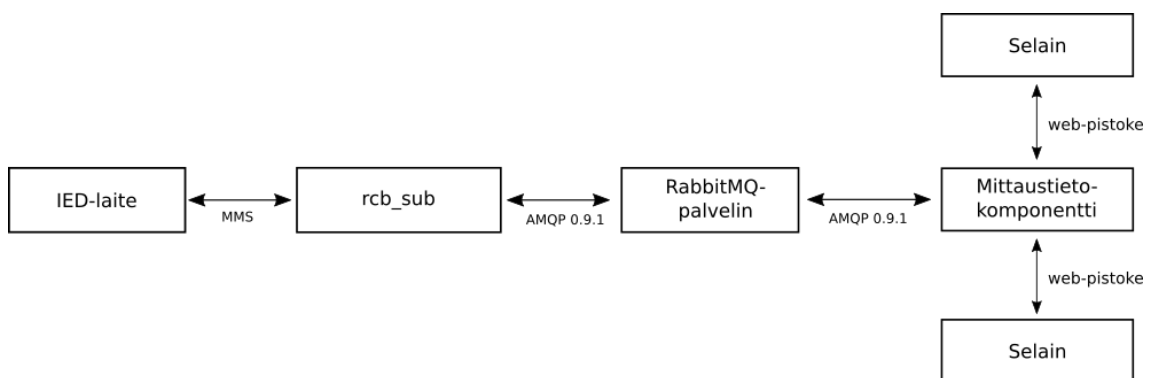 Selain
web-pistoke
IED-laite
MMS
rcb_sub
AMQP 0.9.1
RabbitMQ-
palvelin
AMQP 0.9.1
Mittaustieto-
komponentti
web-pistoke
Selain